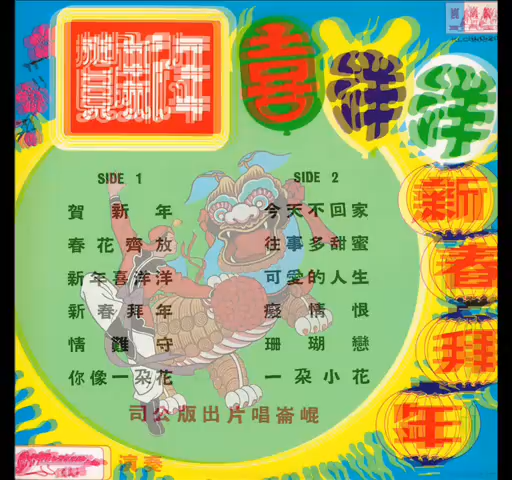 喜洋洋
新春拜年
SIDE 1
賀新年
春花齊放
新年喜洋洋
新春拜年
情難守
你像一朵花
SIDE 2
今天不回家
往事多甜蜜
可愛的人生
癡情恨
珊瑚戀
一朵小花
崐崙唱片出版公司
演奏